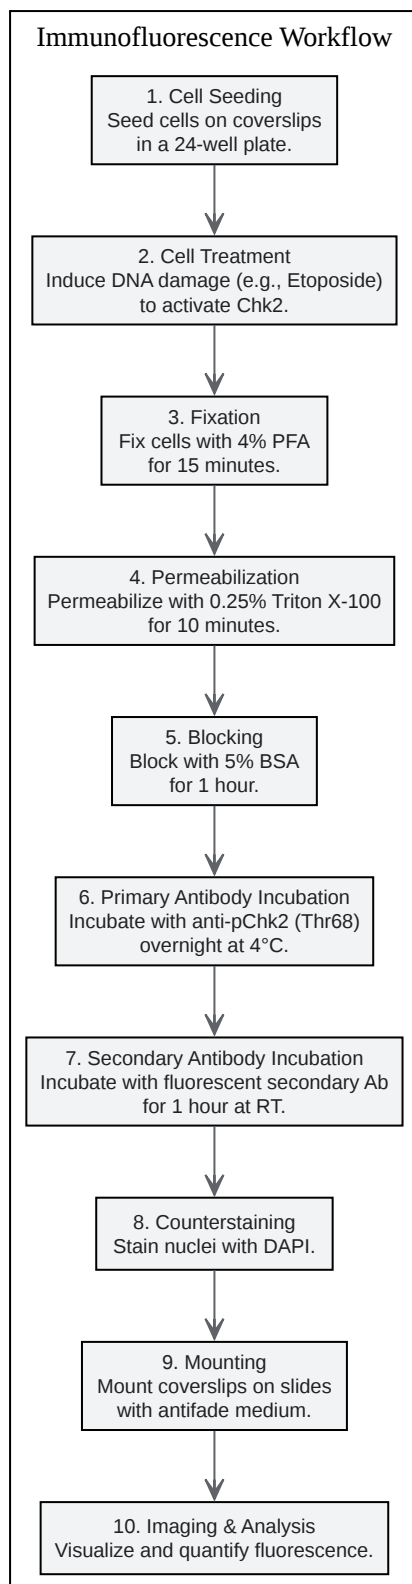 Immunofluorescence Workflow
1. Cell Seeding
Seed cells on coverslips
in a 24-well plate.
2. Cell Treatment
Induce DNA damage (e.g., Etoposide)
to activate Chk2.
3. Fixation
Fix cells with 4% PFA
for 15 minutes.
4. Permeabilization
Permeabilize with 0.25% Triton X-100
for 10 minutes.
5. Blocking
Block with 5% BSA
for 1 hour.
6. Primary Antibody Incubation
Incubate with anti-pChk2 (Thr68)
overnight at 4°C.
7. Secondary Antibody Incubation
Incubate with fluorescent secondary Ab
for 1 hour at RT.
8. Counterstaining
Stain nuclei with DAPI.
9. Mounting
Mount coverslips on slides
with antifade medium.
10. Imaging & Analysis
Visualize and quantify fluorescence.